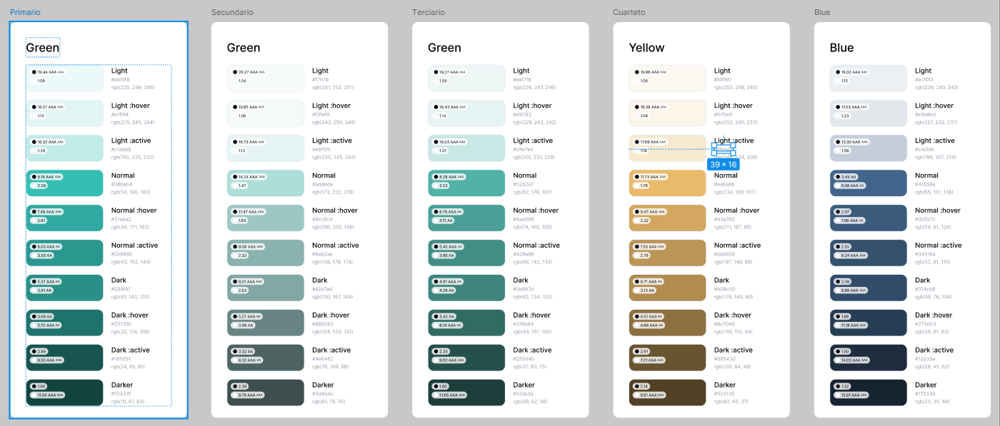 Primario
Green
19.44 AAA AAA
1.08
Light
#ebf9f8
rgb(235, 249, 248)
18.57 AAA AAA
1.13
Light :hover
#e1f5f4
rgb(225, 245, 244)
16.32 AAA AAA
1.29
Light :active
#c1ebe8
rgb(193, 235, 232)
9.18 AAA AAA
2.29
Normal
#36beb4
rgb(54, 190, 180)
7.48 AAA AAA
2.81
Normal :hover
#31aba2
rgb(49, 171, 162)
6.00 AAA AA
3.50 AA
Normal :active
#2b9890
rgb(43, 152, 144)
5.37 AAA AA
3.91 AA
Dark
#298f87
rgb(41, 143, 135)
3.68 AA
5.70 AAA AA
Dark :hover
#20726c
rgb(32, 114, 108)
2.46
8.55 AAA AAA
Dark :active
#185551
rgb(24, 85, 81)
1.90
11.04 AAA AAA
Darker
#13433f
rgb(19, 67, 63)
Secundario
Green
20.27 AAA AAA
1.04
Light
#f7fcfb
rgb(247, 252, 251)
19.85 AAA AAA
1.06
Light :hover
#f3faf9
rgb(243, 250, 249)
18.73 AAA AAA
1.12
Light :active
#e6f5f4
rgb(230, 245, 244)
14.24 AAA AAA
1.47
Normal
#addeda
rgb(173, 222, 218)
11.47 AAA AAA
1.83
Normal :hover
#9cc8c4
rgb(156, 200, 196)
9.06 AAA AAA
2.32
Normal :active
#8ab2ae
rgb(138, 178, 174)
8.01 AAA AAA
2.62
Dark
#82a7a4
rgb(130, 167, 164)
5.27 AAA AA
3.98 AA
Dark :hover
#688583
rgb(104, 133, 131)
3.32 AA
6.32 AAA AA
Dark :active
#4e6462
rgb(78, 100, 98)
2.39
8.78 AAA AAA
Darker
#3d4e4c
rgb(61, 78, 76)
Terciario
Green
19.27 AAA AAA
1.09
Light
#eef7f6
rgb(238, 247, 246)
18.43 AAA AAA
1.14
Light :hover
#e5f3f2
rgb(229, 243, 242)
16.03 AAA AAA
1.31
Light :active
#c9e7e4
rgb(201, 231, 228)
8.28 AAA AAA
2.53
Normal
#52b2a7
rgb(82, 178, 167)
6.76 AAA AA
3.11 AA
Normal :hover
#4aa096
rgb(74, 160, 150)
5.45 AAA AA
3.86 AA
Normal :active
#428e86
rgb(66, 142, 134)
4.91 AAA AA
4.28 AA
Dark
#3e867d
rgb(62, 134, 125)
3.42 AA
6.14 AAA AA
Dark :hover
#316b64
rgb(49, 107, 100)
2.33
9.02 AAA AAA
Dark :active
#25504b
rgb(37, 80, 75)
1.80
11.65 AAA AAA
Darker
#1d3e3a
rgb(29, 62, 58)
Cuarteto
Yellow
19.86 AAA AAA
1.06
Light
#fdf8f0
rgb(253, 248, 240)
19.38 AAA AAA
1.08
Light :hover
#fcf5e9
rgb(252, 245, 233)
17.68 AAA AAA
1.19
Light :active
39 × 16
11.73 AAA AAA
1.79
Normal
#eaba6b
rgb(234, 186, 107)
9.47 AAA AAA
2.22
Normal :hover
#d3a760
rgb(211, 167, 96)
7.55 AAA AAA
2.78
Normal :active
#bb9556
rgb(187, 149, 86)
6.71 AAA AA
3.13 AA
Dark
#b08c50
rgb(176, 140, 80)
4.51 AAA AA
4.66 AAA AA
Dark :hover
#8c7040
rgb(140, 112, 64)
2.91
7.21 AAA AAA
Dark :active
#695430
rgb(105, 84, 48)
2.14
9.81 AAA AAA
Darker
#524125
rgb(82, 65, 37)
Blue
Blue
18.32 AAA AAA
1.15
Light
#ecf0f3
rgb(236, 240, 243)
17.03 AAA AAA
1.23
Light :hover
#e3e8ed
rgb(227, 232, 237)
13.30 AAA AAA
1.58
Light :active
#c4cfdb
rgb(196, 207, 219)
3.45 AA
6.08 AAA AA
Normal
#41658a
rgb(65, 101, 138)
2.97
7.06 AAA AAA
Normal :hover
#3b5b7c
rgb(59, 91, 124)
2.55
8.24 AAA AAA
Normal :active
#34516e
rgb(52, 81, 110)
2.36
8.88 AAA AAA
Dark
#314c68
rgb(49, 76, 104)
1.88
11.18 AAA AAA
Dark :hover
#273d53
rgb(39, 61, 83)
1.50
14.03 AAA AAA
Dark :active
#1d2d3e
rgb(29, 45, 62)
1.32
15.91 AAA AAA
Darker
#172330
rgb(23, 35, 48)